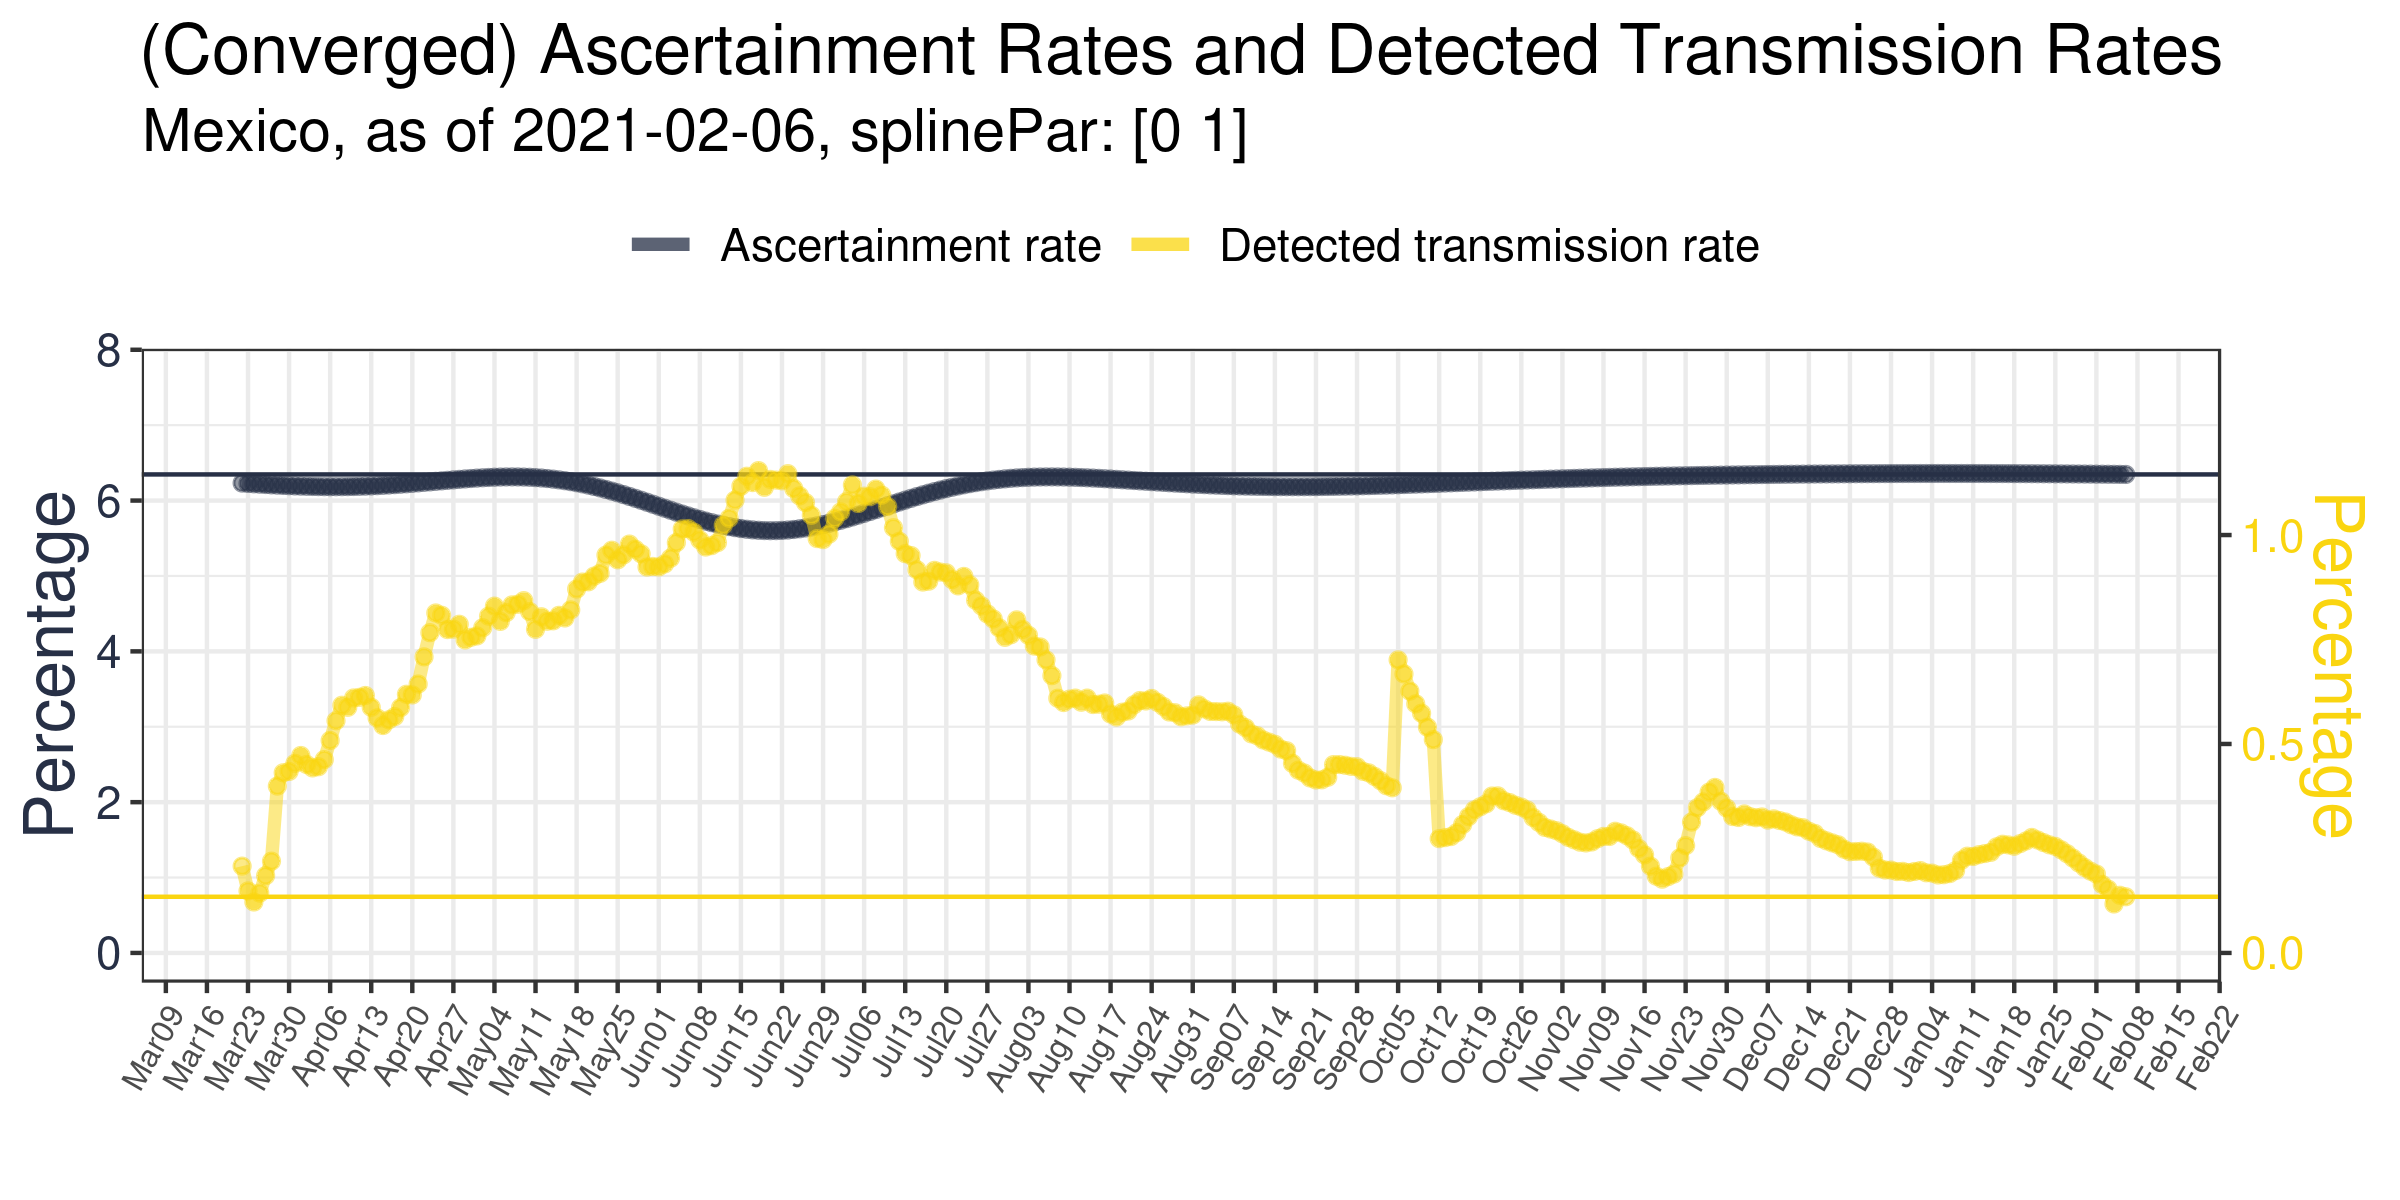 (Converged) Ascertainment Rates and Detected Transmission Rates
Mexico, as of 2021-02-06, splinePar: [0 1]
Ascertainment rate
Detected transmission rate
Percentage
8
6
4
2
0
1.0
0.5
0.0
Percentage
Mar09
Mar16
Mar23
Mar30
Apr06
Apr13
Apr20
Apr27
May04
May11
May18
May25
Jun01
Jun08
Jun15
Jun22
Jun29
Jul06
Jul13
Jul20
Jul27
Aug03
Aug10
Aug17
Aug24
Aug31
Sep07
Sep14
Sep21
Sep28
Oct05
Oct12
Oct19
Oct26
Nov02
Nov09
Nov16
Nov23
Nov30
Dec07
Dec14
Dec21
Dec28
Jan04
Jan11
Jan18
Jan25
Feb01
Feb08
Feb15
Feb22